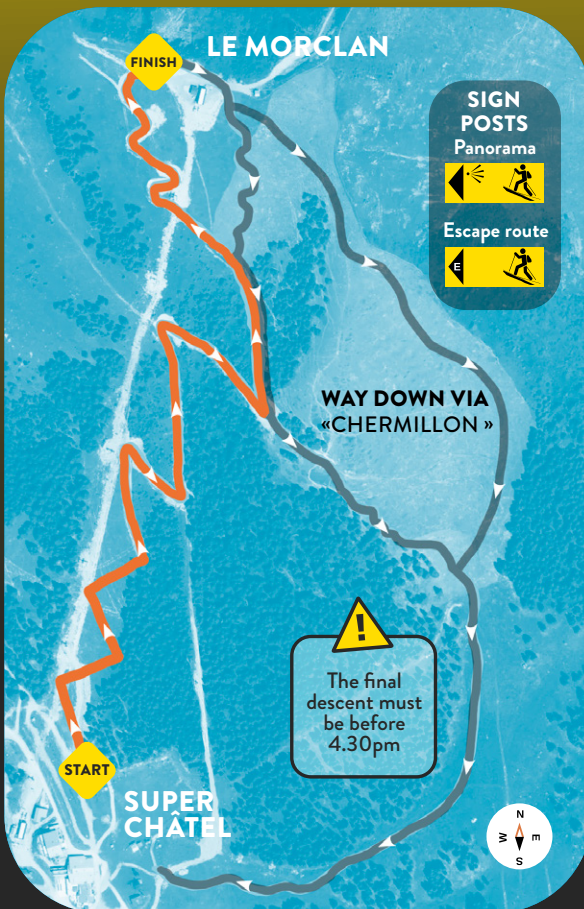 FINISH
LE MORCLAN
SIGN
POSTS
Panorama
Escape route
E
WAY DOWN VIA
«CHERMILLON »
!
The final
descent must
be before
4.30pm
START
SUPER
CHÂTEL
N
W
E
S